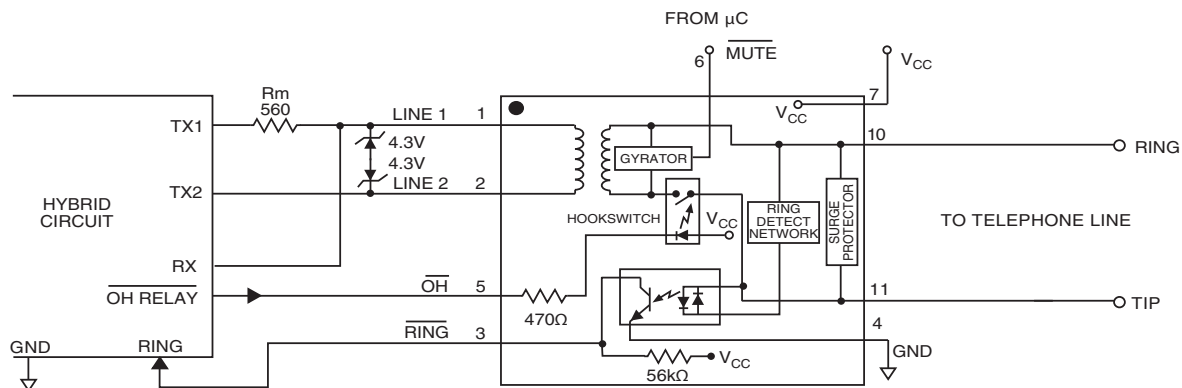 FROM µC
6
MUTE
VCC
7
VCC
Rm
560
TX1
LINE 1
1
4.3V
4.3V
10
RING
GYRATOR
TX2
LINE 2
2
HYBRID
CIRCUIT
HOOKSWITCH
VCC
RING
DETECT
NETWORK
SURGE
PROTECTOR
TO TELEPHONE LINE
RX
OH RELAY
OH
5
470Ω
11
TIP
RING
3
4
GND
GND
RING
56kΩ
VCC